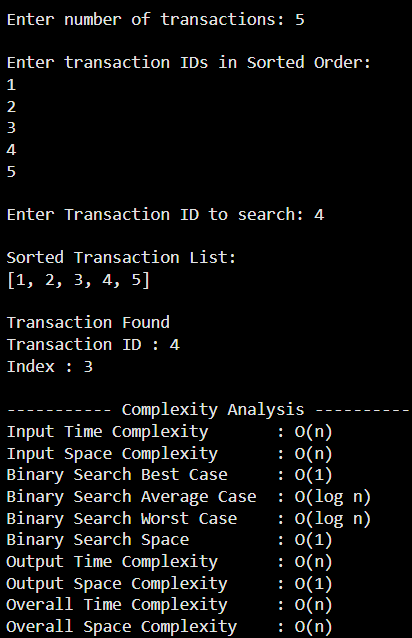 Enter number of transactions: 5
Enter transaction IDs in Sorted Order:
1
2
3
4
5
Enter Transaction ID to search: 4
Sorted Transaction List:
[1, 2, 3, 4, 5]
Transaction Found
Transaction ID : 4
Index : 3
----------- Complexity Analysis ----------
Input Time Complexity       : O(n)
Input Space Complexity      : O(n)
Binary Search Best Case     : O(1)
Binary Search Average Case  : O(log n)
Binary Search Worst Case    : O(log n)
Binary Search Space         : O(1)
Output Time Complexity      : O(n)
Output Space Complexity     : O(1)
Overall Time Complexity     : O(n)
Overall Space Complexity    : O(n)